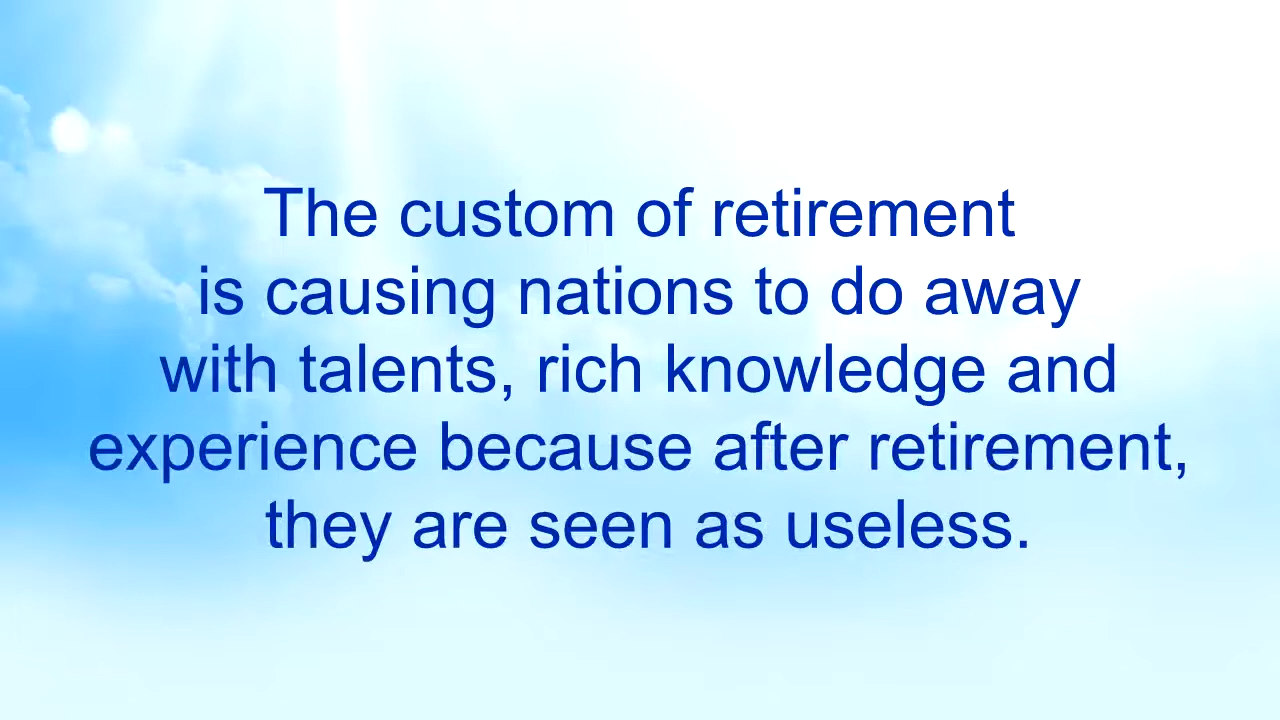 The custom of retirement
is causing nations to do away
with talents, rich knowledge and
experience because after retirement,
they are seen as useless.